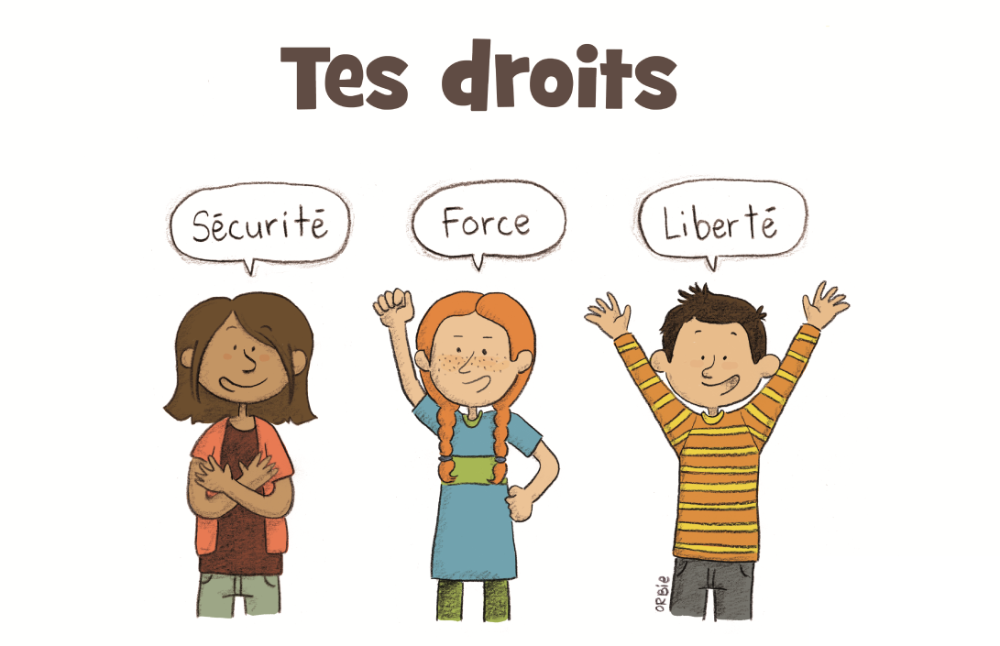 Tes droits
Sécurité
Force
Liberté
ORBIE